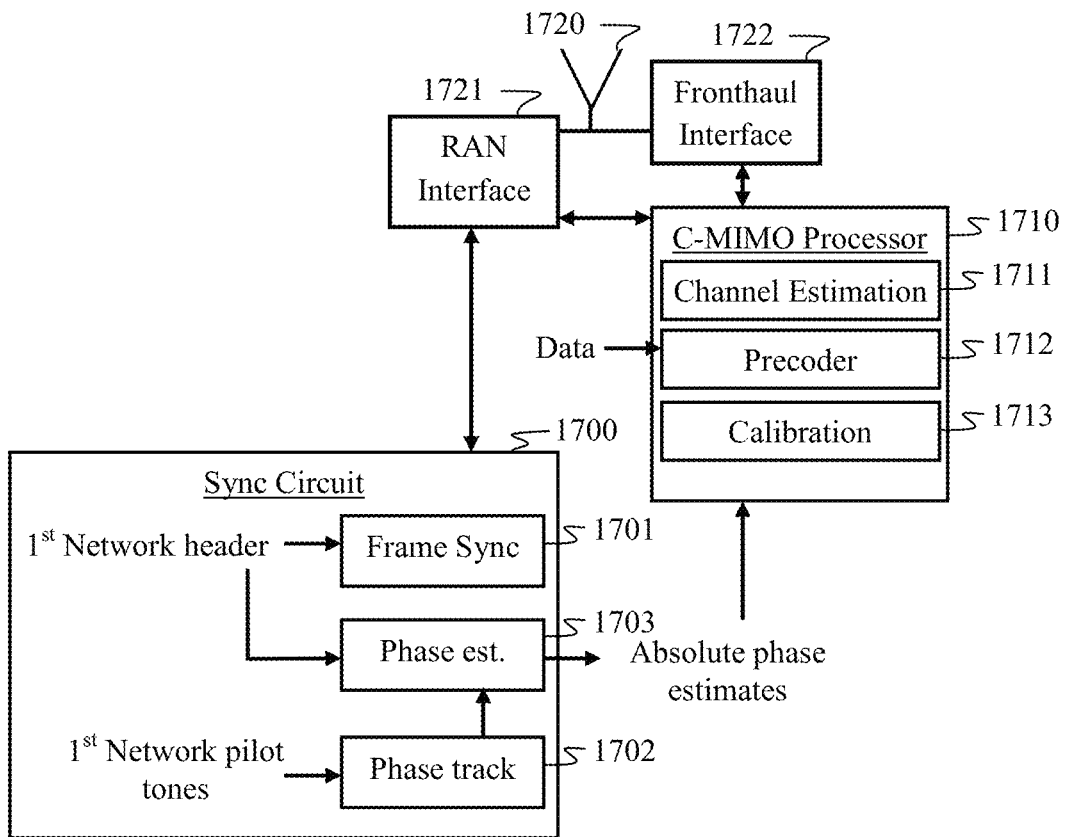 1720
1722
Fronthaul
Interface
1721
RAN
Interface
C-MIMO Processor
1710
Channel Estimation
1711
Data
Precoder
1712
Calibration
1713
1700
Sync Circuit
1st Network header
Frame Sync
1701
Phase est.
1703
Absolute phase
estimates
1st Network pilot
tones
Phase track
1702